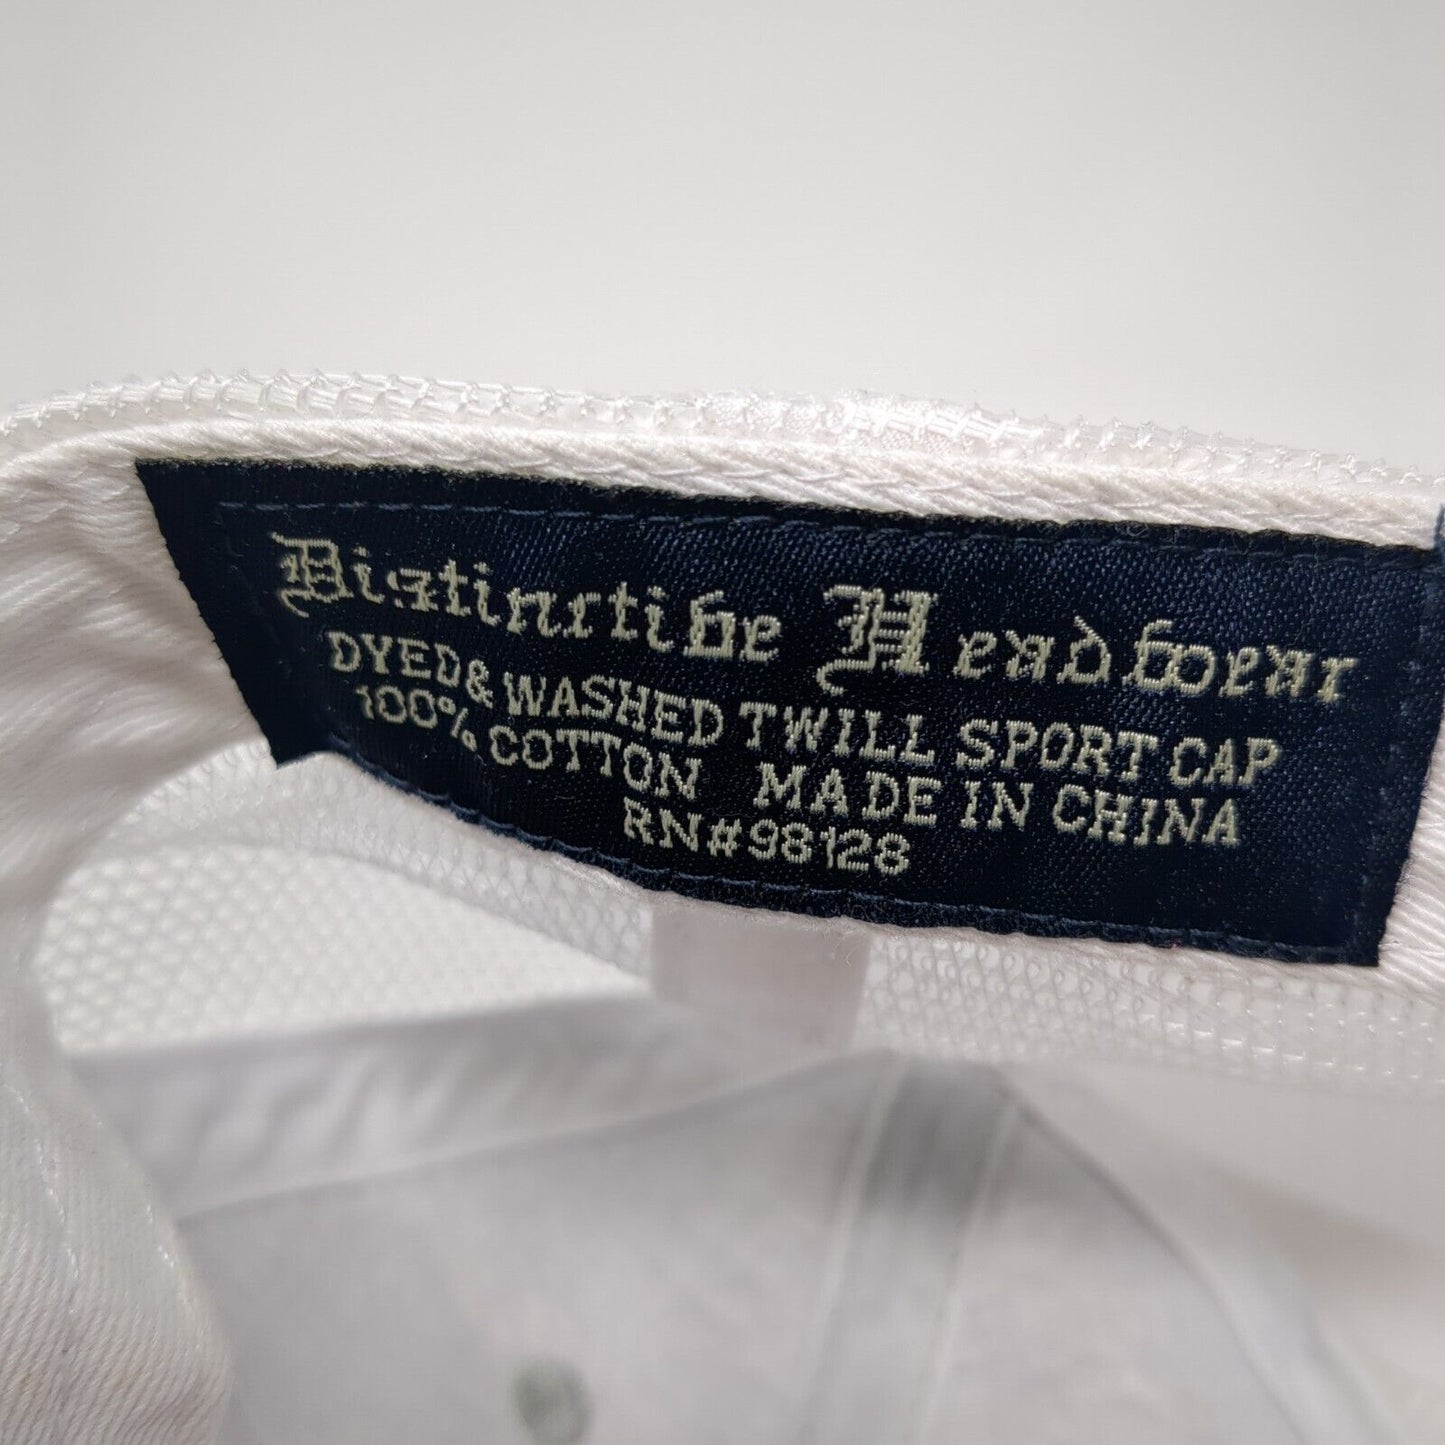 Distinctive Headwear
DYED & WASHED TWILL SPORT CAP
100% COTTON MADE IN CHINA
RN#98128